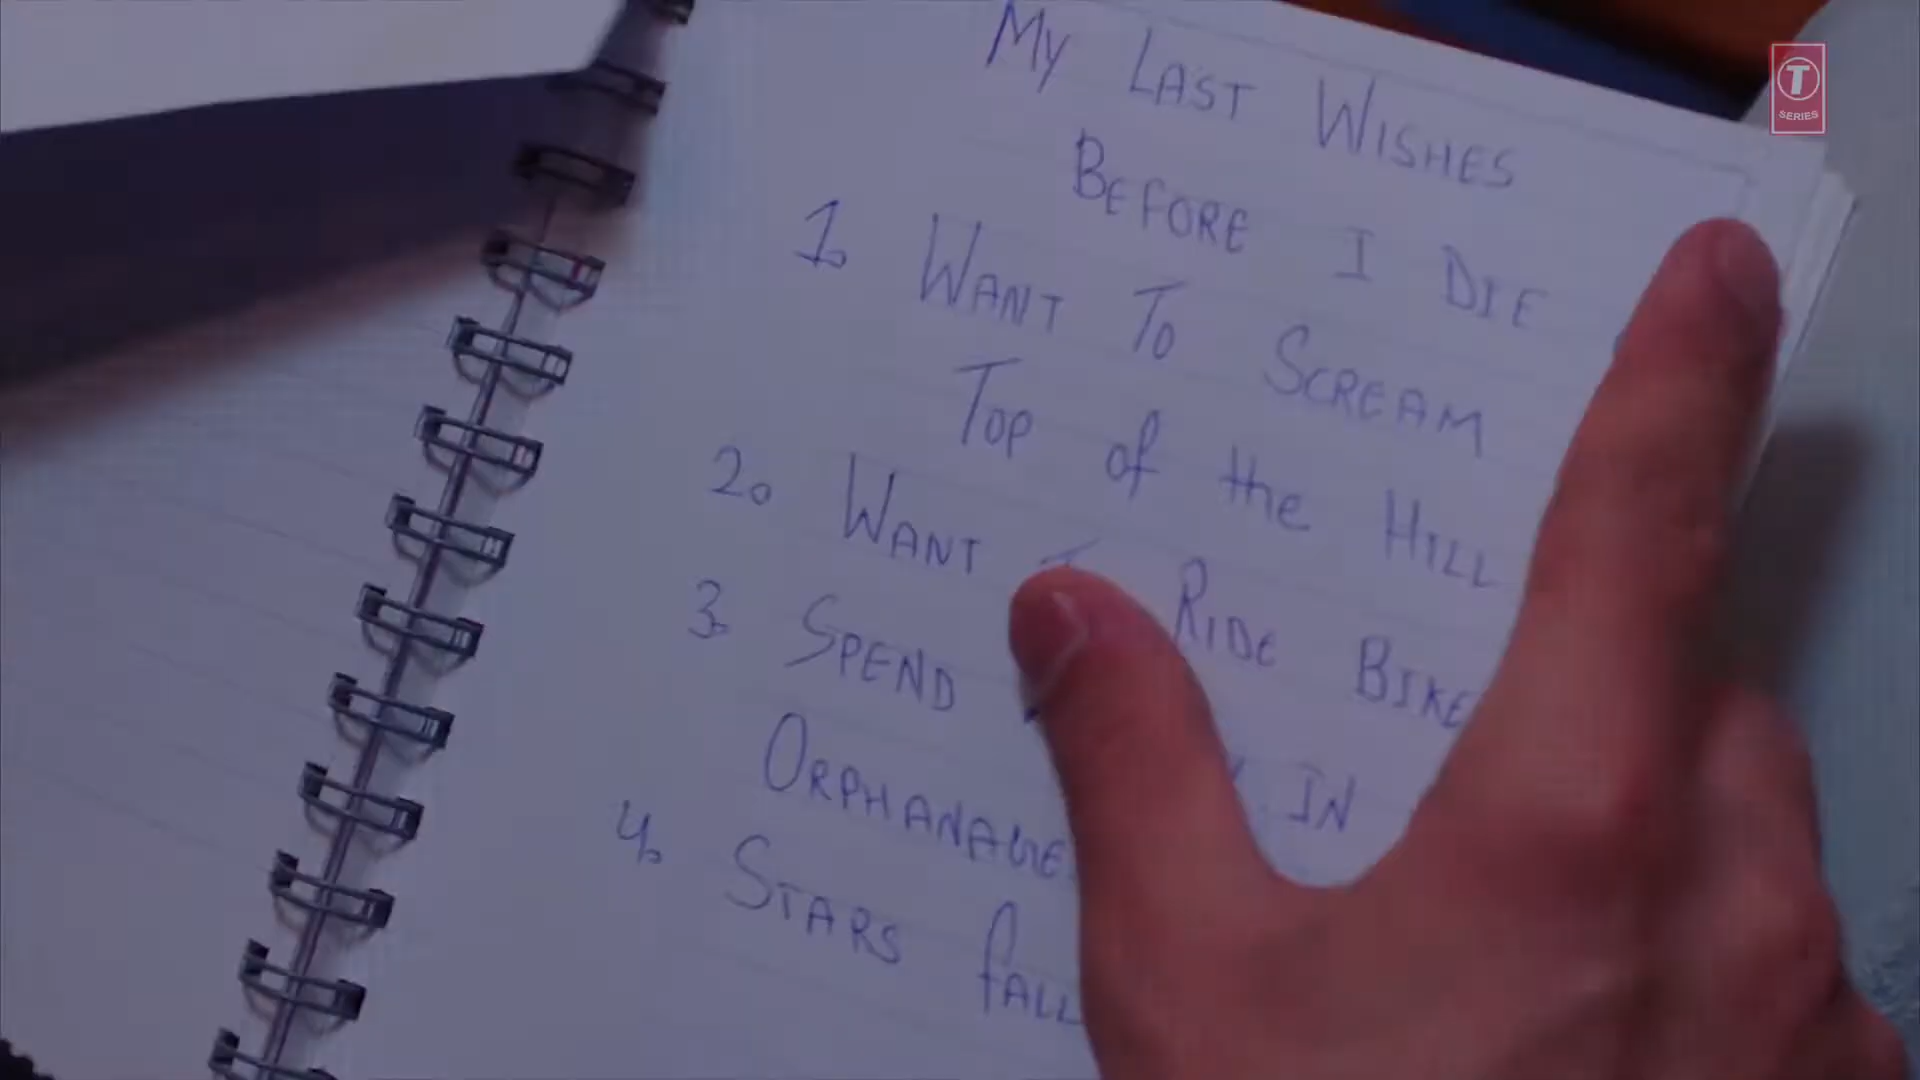 My LAST WISHES
BEFORE I DIE
1. WANT To SCREAM
Top of the HILL
2. WANT RIDE BIKE
3. SPEND IN
ORPHANAGE
4. STARS fALL
T
SERIES